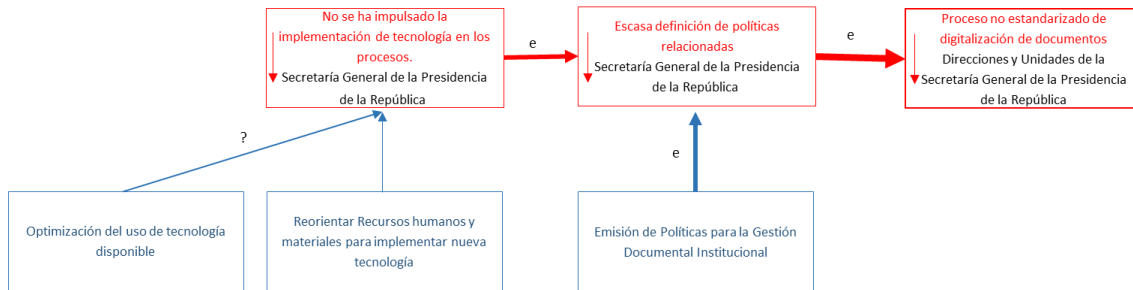 No se ha impulsado la
implementación de tecnología en los
procesos.
Secretaría General de la Presidencia
de la República
e
Escasa definición de políticas
relacionadas
Secretaría General de la Presidencia
de la República
e
Proceso no estandarizado de
digitalización de documentos
Direcciones y Unidades de la
Secretaría General de la Presidencia
de la República
?
e
Optimización del uso de tecnología
disponible
Reorientar Recursos humanos y
materiales para implementar nueva
tecnología
Emisión de Políticas para la Gestión
Documental Institucional